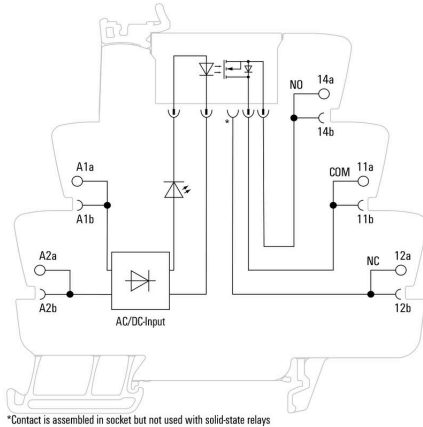 NO
14a
*
14b
A1a
COM
11a
A1b
11b
A2a
NC
12a
A2b
12b
AC/DC-Input
*Contact is assembled in socket but not used with solid-state relays